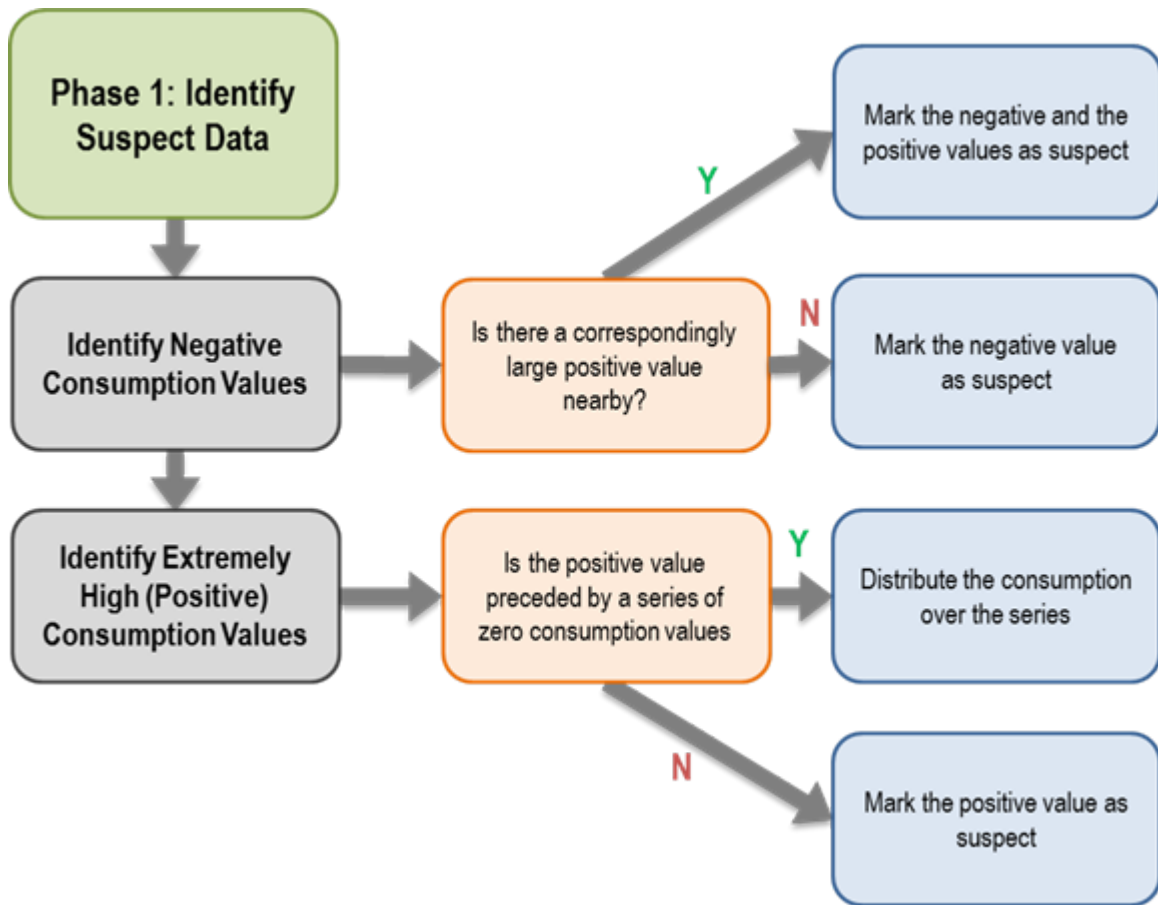 Phase 1: Identify
Suspect Data
Mark the negative and the
positive values as suspect
Y
Identify Negative
Consumption Values
Is there a correspondingly
large positive value
nearby?
N
Mark the negative value
as suspect
Identify Extremely
High (Positive)
Consumption Values
Is the positive value
preceded by a series of
zero consumption values
Y
Distribute the consumption
over the series
N
Mark the positive value as
suspect